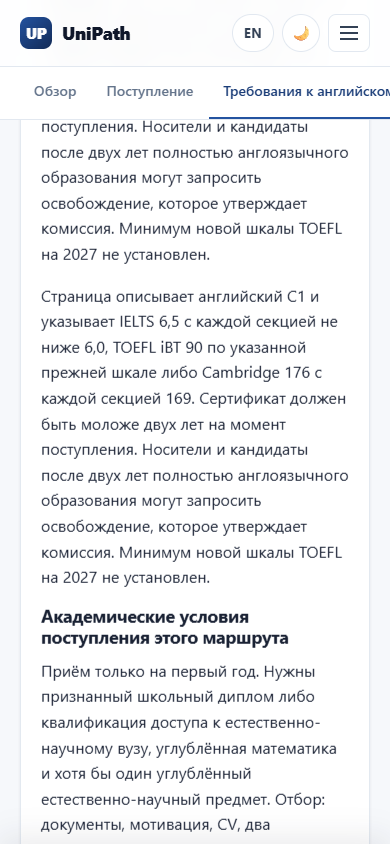 UP UniPath EN
Обзор Поступление Требования к английском
поступления. Носители и кандидаты
после двух лет полностью англоязычного
образования могут запросить
освобождение, которое утверждает
комиссия. Минимум новой шкалы TOEFL
на 2027 не установлен.
Страница описывает английский C1 и
указывает IELTS 6,5 с каждой секцией не
ниже 6,0, TOEFL iBT 90 по указанной
прежней шкале либо Cambridge 176 с
каждой секцией 169. Сертификат должен
быть моложе двух лет на момент
поступления. Носители и кандидаты
после двух лет полностью англоязычного
образования могут запросить
освобождение, которое утверждает
комиссия. Минимум новой шкалы TOEFL
на 2027 не установлен.
Академические условия
поступления этого маршрута
Приём только на первый год. Нужны
признанный школьный диплом либо
квалификация доступа к естественно-
научному вузу, углублённая математика
и хотя бы один углублённый
естественно-научный предмет. Отбор:
документы, мотивация, CV, два